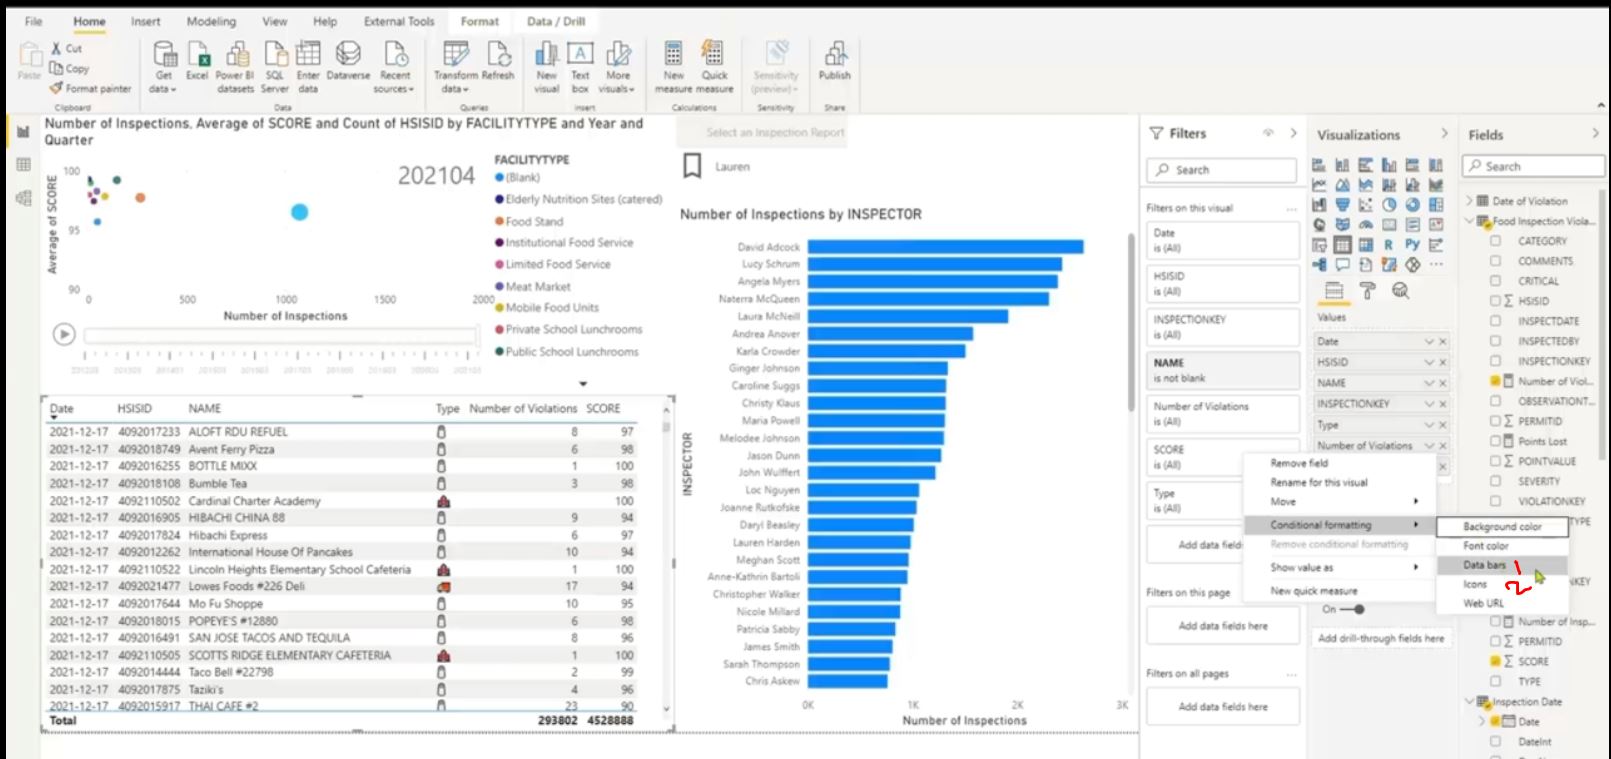 File Home Insert Modeling View Help External Tools Format Data / Drill
Paste
Cut
Copy
Format painter
Clipboard
Get data
Excel
Power BI datasets
SQL Server
Enter data
Dataverse
Recent sources
Data
Transform data
Refresh
Queries
New visual
Text box
More visuals
Insert
New measure
Quick measure
Calculations
Sensitivity (preview)
Sensitivity
Publish
Share
Number of Inspections, Average of SCORE and Count of HSISID by FACILITYTYPE and Year and
Quarter
202104
Average of SCORE
100
95
90
0 500 1000 1500 2000
Number of Inspections
FACILITYTYPE
(Blank)
Elderly Nutrition Sites (catered)
Food Stand
Institutional Food Service
Limited Food Service
Meat Market
Mobile Food Units
Private School Lunchrooms
Public School Lunchrooms
Select an Inspection Report
Lauren
Date HSISID NAME Type Number of Violations SCORE
2021-12-17 4092017233 ALOFT RDU REFUEL 8 97
2021-12-17 4092018749 Avent Ferry Pizza 6 98
2021-12-17 4092016255 BOTTLE MIXX 1 100
2021-12-17 4092018108 Bumble Tea 3 98
2021-12-17 4092110502 Cardinal Charter Academy 100
2021-12-17 4092016905 HIBACHI CHINA 88 9 94
2021-12-17 4092017824 Hibachi Express 6 97
2021-12-17 4092012262 International House Of Pancakes 10 94
2021-12-17 4092110522 Lincoln Heights Elementary School Cafeteria 1 100
2021-12-17 4092021477 Lowes Foods #226 Deli 17 94
2021-12-17 4092017644 Mo Fu Shoppe 10 95
2021-12-17 4092018015 POPEYE'S #12880 6 98
2021-12-17 4092016491 SAN JOSE TACOS AND TEQUILA 8 96
2021-12-17 4092110505 SCOTTS RIDGE ELEMENTARY CAFETERIA 1 100
2021-12-17 4092014444 Taco Bell #22798 2 99
2021-12-17 4092017875 Taziki's 4 96
2021-12-17 4092015917 THAI CAFE #2 23 90
Total 293802 4528888
Number of Inspections by INSPECTOR
INSPECTOR
David Adcock
Lucy Schrum
Angela Myers
Naterra McQueen
Laura McNeill
Andrea Anover
Karla Crowder
Ginger Johnson
Caroline Suggs
Christy Klaus
Maria Powell
Melodee Johnson
Jason Dunn
John Wulffert
Loc Nguyen
Joanne Rutkofske
Daryl Beasley
Lauren Harden
Meghan Scott
Anne-Kathrin Bartoli
Christopher Walker
Nicole Millard
Patricia Sabby
James Smith
Sarah Thompson
Chris Askew
0K 1K 2K 3K
Number of Inspections
Filters
Search
Filters on this visual
Date
is (All)
HSISID
is (All)
INSPECTIONKEY
is (All)
NAME
is not blank
Number of Violations
is (All)
SCORE
is (All)
Type
is (All)
Add data fields
Filters on this page
Add data fields here
Filters on all pages
Add data fields here
Visualizations
R Py
Values
Date
HSISID
NAME
INSPECTIONKEY
Type
Number of Violations
Remove field
Rename for this visual
Move
Conditional formatting
Remove conditional formatting
Show value as
New quick measure
Background color
Font color
Data bars 1
Icons 2
Web URL
On
Add drill-through fields here
Fields
Search
Date of Violation
Food Inspection Viola...
CATEGORY
COMMENTS
CRITICAL
HSISID
INSPECTDATE
INSPECTEDBY
INSPECTIONKEY
Number of Viol...
OBSERVATIONT...
PERMITID
Points Lost
POINTVALUE
SEVERITY
VIOLATIONKEY
TYPE
NKEY
Number of Insp...
PERMITID
SCORE
TYPE
Inspection Date
Date
DateInt